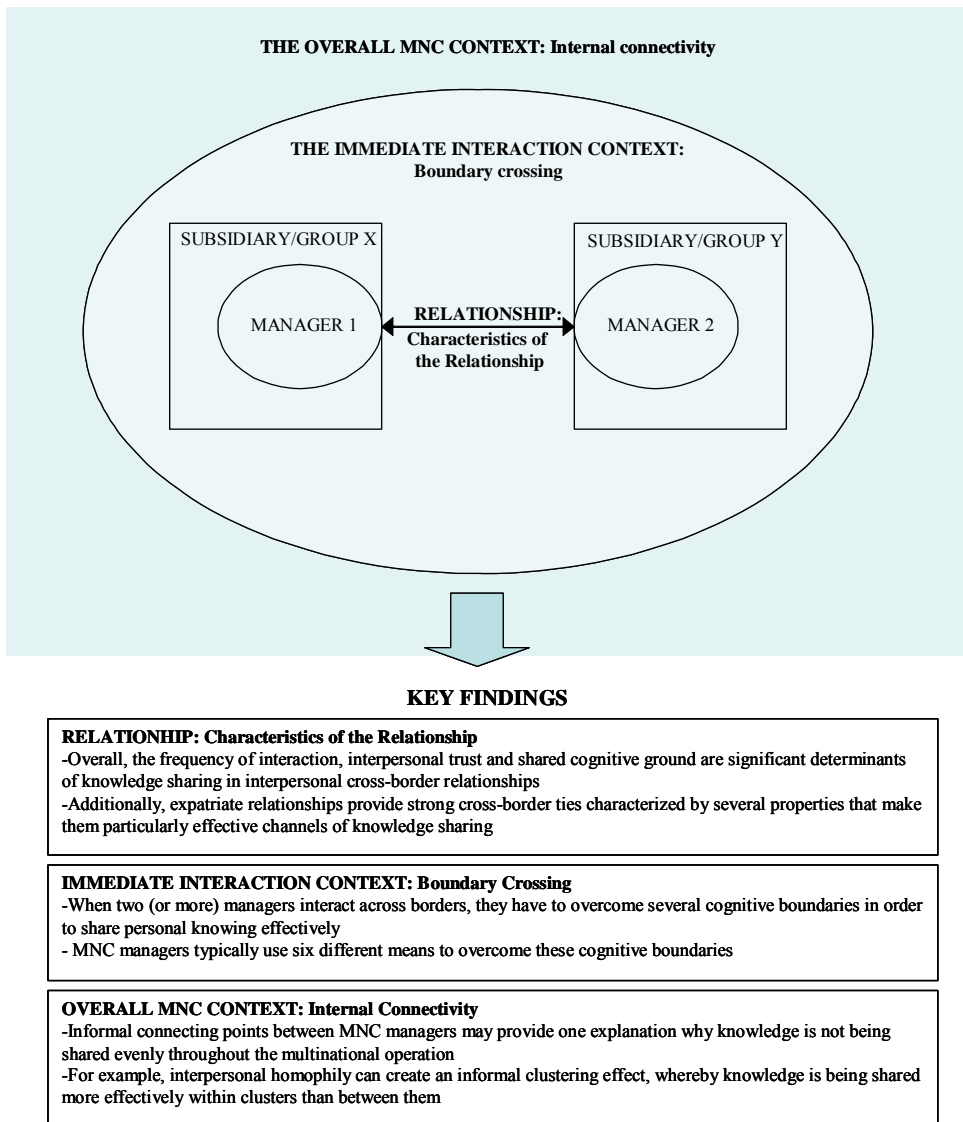 THE OVERALL MNC CONTEXT: Internal connectivity
THE IMMEDIATE INTERACTION CONTEXT:
Boundary crossing
SUBSIDIARY/GROUP X
SUBSIDIARY/GROUP Y
MANAGER 1
RELATIONSHIP:
Characteristics of
the Relationship
MANAGER 2
KEY FINDINGS
RELATIONHIP: Characteristics of the Relationship
-Overall, the frequency of interaction, interpersonal trust and shared cognitive ground are significant determinants
of knowledge sharing in interpersonal cross-border relationships
-Additionally, expatriate relationships provide strong cross-border ties characterized by several properties that make
them particularly effective channels of knowledge sharing
IMMEDIATE INTERACTION CONTEXT: Boundary Crossing
-When two (or more) managers interact across borders, they have to overcome several cognitive boundaries in order
to share personal knowing effectively
- MNC managers typically use six different means to overcome these cognitive boundaries
OVERALL MNC CONTEXT: Internal Connectivity
-Informal connecting points between MNC managers may provide one explanation why knowledge is not being
shared evenly throughout the multinational operation
-For example, interpersonal homophily can create an informal clustering effect, whereby knowledge is being shared
more effectively within clusters than between them